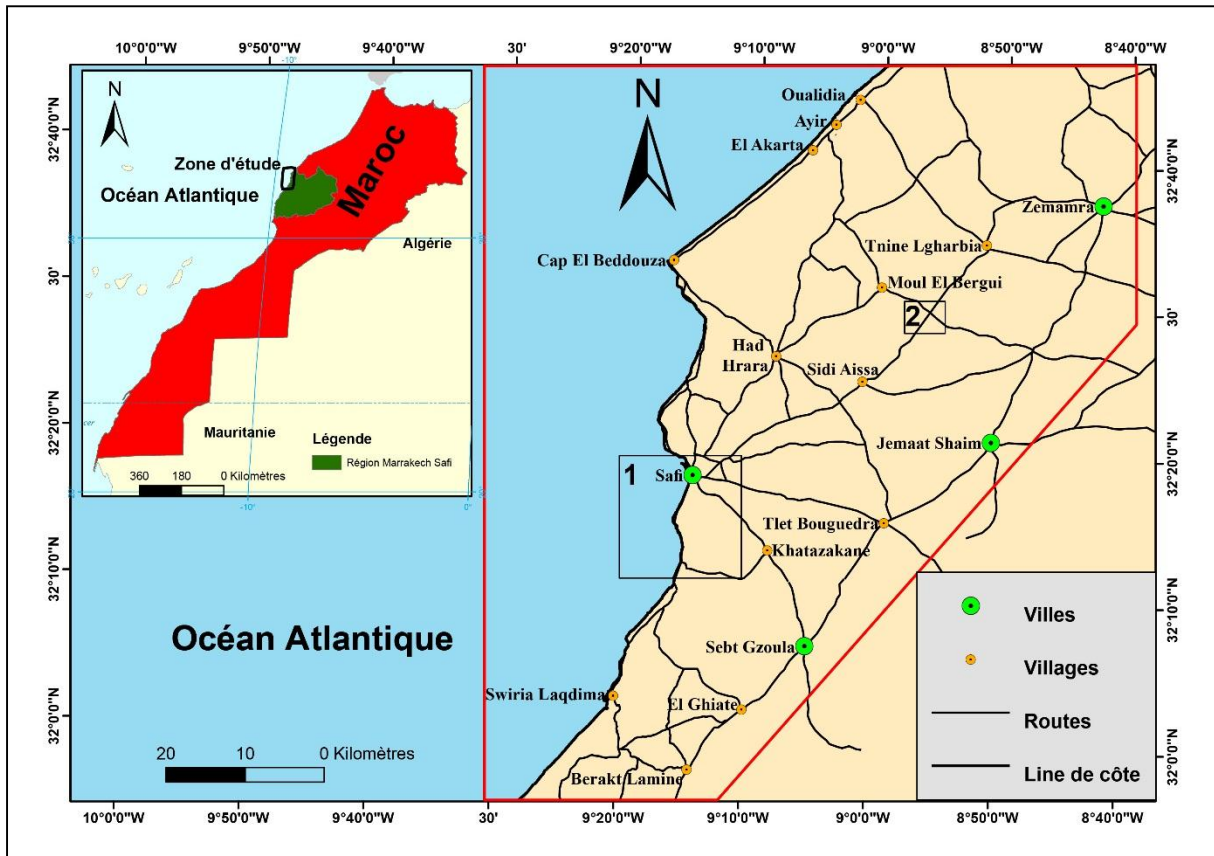 10°0'0"W
9°50'0"W
9°40'0"W
30'
9°20'0"W
9°10'0"W
9°0'0"W
8°50'0"W
8°40'0"W
-10°
N
Zone d'étude
Océan Atlantique
Maroc
Algérie
Mauritanie
Légende
Région Marrakech Safi
360 180 0 Kilomètres
-10°
0°
32°40'0"N
30'
32°20'0"N
32°10'0"N
32°0'0"N
N
Oualidia
Ayir
El Akarta
Zemamra
Tnine Lgharbia
Cap El Beddouza
Moul El Bergui
2
Had
Hrara
Sidi Aissa
Jemaat Shaim
1
Safi
Tlet Bouguedra
Khatazakane
Sebt Gzoula
Swiria Laqdima
El Ghiate
Berakt Lamine
Océan Atlantique
20 10 0 Kilomètres
Villes
Villages
Routes
Line de côte
32°40'0"N
30'
32°20'0"N
32°10'0"N
32°0'0"N
10°0'0"W
9°50'0"W
9°40'0"W
30'
9°20'0"W
9°10'0"W
9°0'0"W
8°50'0"W
8°40'0"W